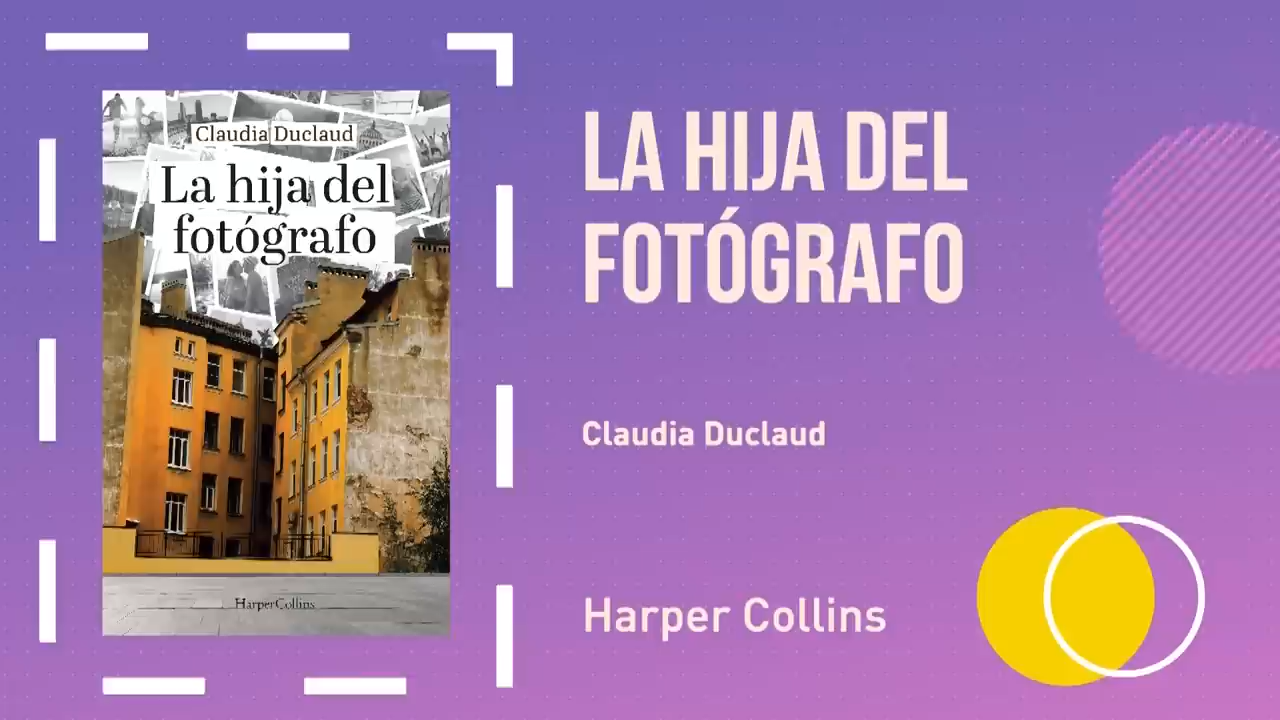 Claudia Duclaud
La hija del
fotógrafo
HarperCollins
LA HIJA DEL
FOTÓGRAFO
Claudia Duclaud
Harper Collins